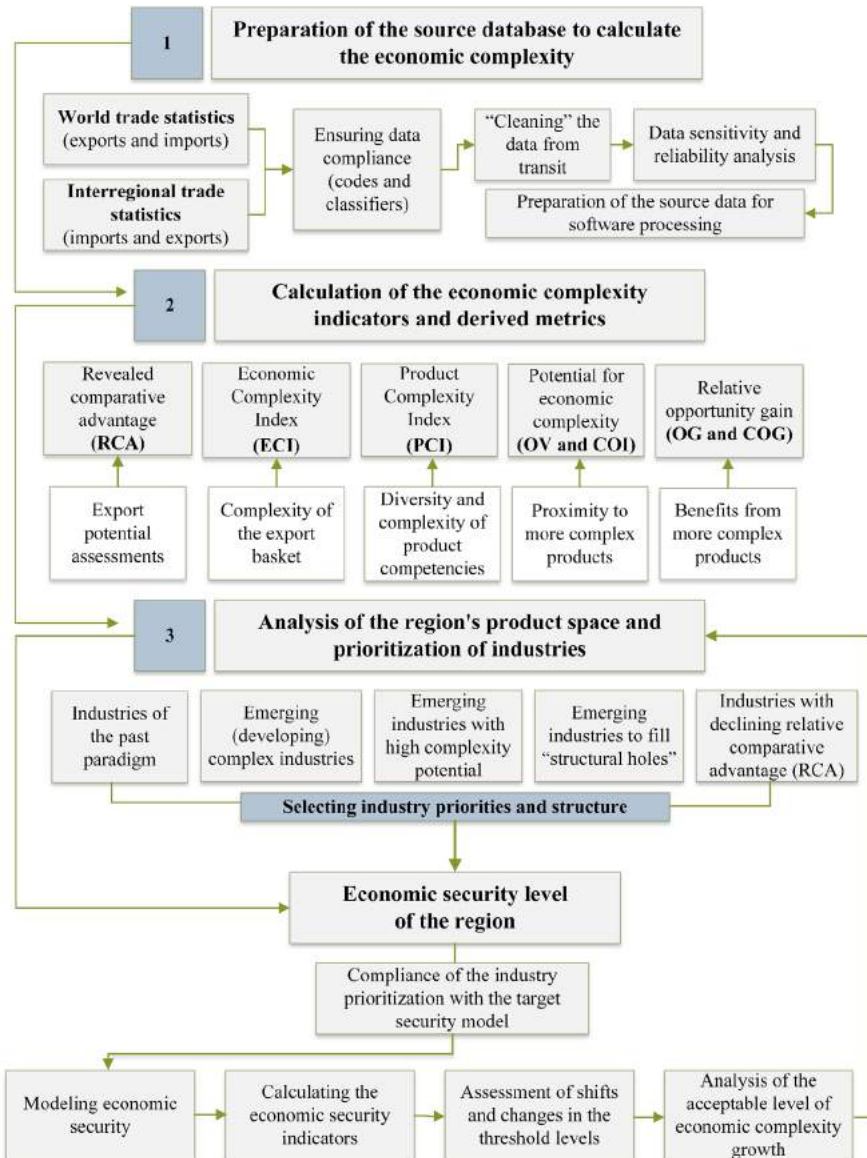 1
Preparation of the source database to calculate
the economic complexity
World trade statistics
(exports and imports)
Interregional trade
statistics
(imports and exports)
Ensuring data
compliance
(codes and
classifiers)
“Cleaning” the
data from
transit
Data sensitivity and
reliability analysis
Preparation of the source data for
software processing
2
Calculation of the economic complexity
indicators and derived metrics
Revealed
comparative
advantage
(RCA)
Economic
Complexity
Index
(ECI)
Product
Complexity
Index
(PCI)
Potential for
economic
complexity
(OV and COI)
Relative
opportunity gain
(OG and COG)
Export
potential
assessments
Complexity of
the export
basket
Diversity and
complexity of
product
competencies
Proximity to
more complex
products
Benefits from
more complex
products
3
Analysis of the region's product space and
prioritization of industries
Industries of
the past
paradigm
Emerging
(developing)
complex industries
Emerging
industries with
high complexity
potential
Emerging
industries to fill
“structural holes”
Industries with
declining relative
comparative
advantage (RCA)
Selecting industry priorities and structure
Economic security level
of the region
Compliance of the industry
prioritization with the target
security model
Modeling economic
security
Calculating the
economic security
indicators
Assessment of shifts
and changes in the
threshold levels
Analysis of the
acceptable level of
economic complexity
growth